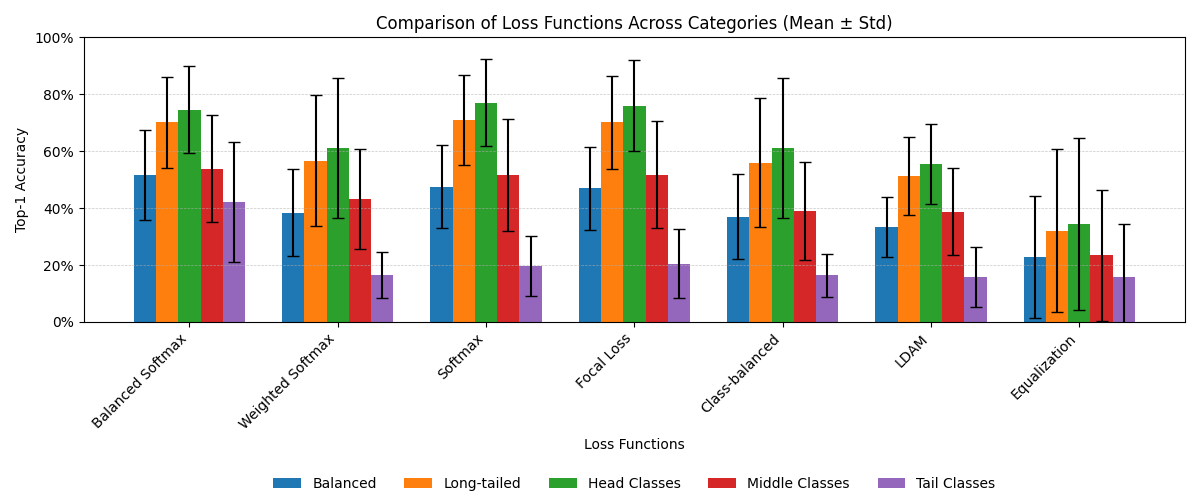 Comparison of Loss Functions Across Categories (Mean ± Std)
100%
80%
60%
40%
20%
0%
Top-1 Accuracy
Balanced Softmax
Weighted Softmax
Softmax
Focal Loss
Class-balanced
LDAM
Equalization
Loss Functions
Balanced
Long-tailed
Head Classes
Middle Classes
Tail Classes